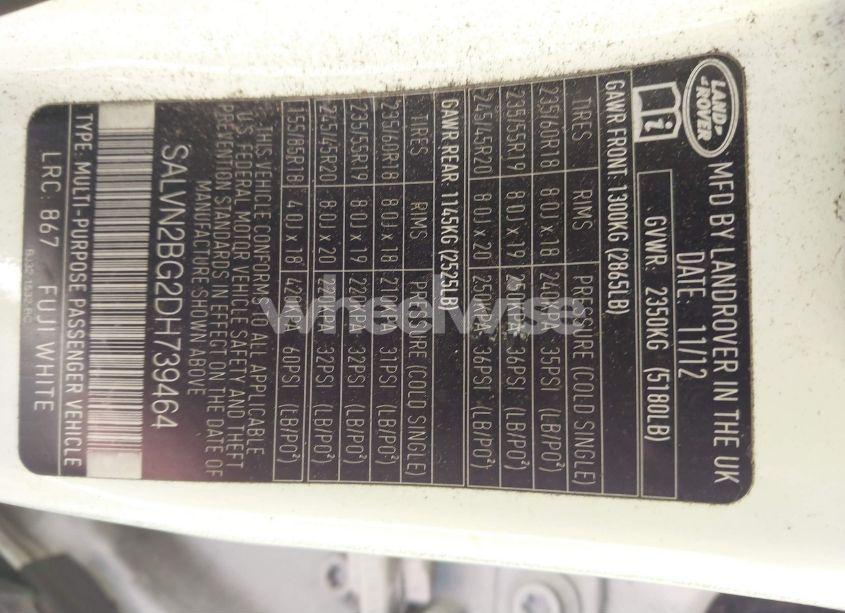 LAND-
-ROVER
MFD BY LANDROVER IN THE UK
DATE: 11/12
i
GVWR: 2350KG (5180LB)
GAWR FRONT: 1300KG (2865LB)
TIRES RIMS PRESSURE (COLD SINGLE)
235/60R18 8.0J x 18 240KPA 35PSI (LB/PO²)
235/55R19 8.0J x 19 250KPA 36PSI (LB/PO²)
245/45R20 8.0J x 20 250KPA 36PSI (LB/PO²)
GAWR REAR: 1145KG (2525LB)
TIRES RIMS PRESSURE (COLD SINGLE)
235/60R18 8.0J x 18 31PSI (LB/PO²)
235/55R19 8.0J x 19 220KPA 32PSI (LB/PO²)
245/45R20 8.0J x 20 220KPA 32PSI (LB/PO²)
155/85R18 4.0J x 18 420KPA 60PSI (LB/PO²)
THIS VEHICLE CONFORMS TO ALL APPLICABLE
U.S. FEDERAL MOTOR VEHICLE SAFETY AND THEFT
PREVENTION STANDARDS IN EFFECT ON THE DATE OF
MANUFACTURE SHOWN ABOVE
SALVN2BG2DH739464
TYPE: MULTI-PURPOSE PASSENGER VEHICLE
LRC: 867 FUJI WHITE
wheelwise